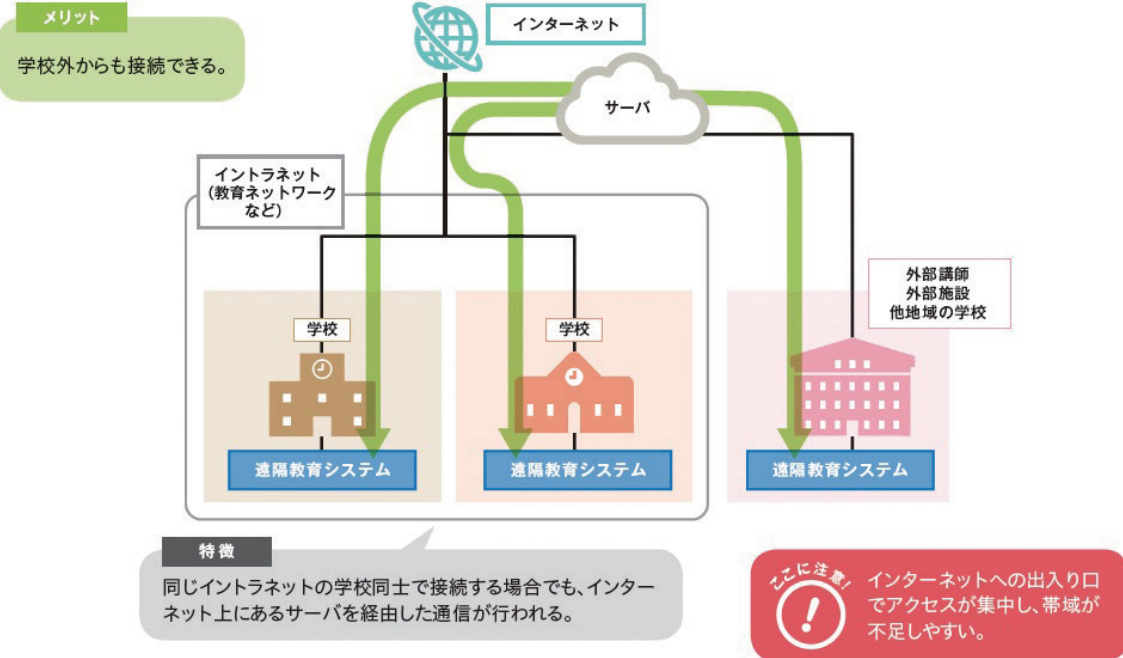 メリット
学校外からも接続できる。
インターネット
サーバ
イントラネット
(教育ネットワーク
など)
外部講師
外部施設
他地域の学校
学校
学校
遠隔教育システム
遠隔教育システム
遠隔教育システム
特徴
同じイントラネットの学校同士で接続する場合でも、インター
ネット上にあるサーバを経由した通信が行われる。
ここに注意!
インターネットへの出入り口
でアクセスが集中し、帯域が
不足しやすい。